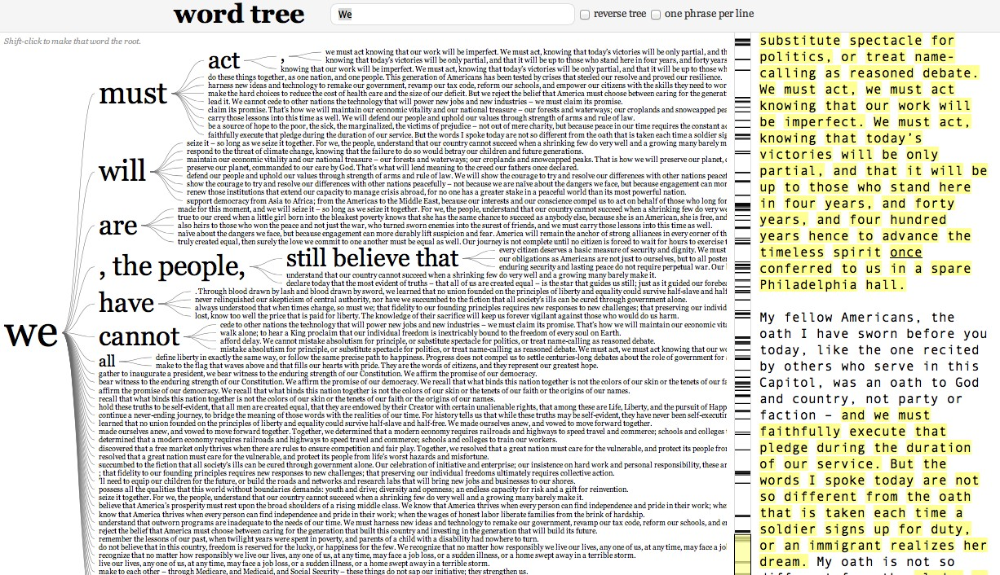 word tree
We
reverse tree
one phrase per line
Shift-click to make that word the root.
we
must
act
,
we must act knowing that our work will be imperfect. We must act, knowing that today's victories will be only partial, and th
knowing that today's victories will be only partial, and that it will be up to those who stand here in four years, and forty years
knowing that our work will be imperfect. We must act, knowing that today's victories will be only partial, and that it will be up to those wh
do these things together, as one nation, and one people. This generation of Americans has been tested by crises that steeled our resolve and proved our resilience.
harness new ideas and technology to remake our government, revamp our tax code, reform our schools, and empower our citizens with the skills they need to wor
make the hard choices to reduce the cost of health care and the size of our deficit. But we reject the belief that America must choose between caring for the generat
lead it. We cannot cede to other nations the technology that will power new jobs and new industries – we must claim its promise.
claim its promise. That's how we will maintain our economic vitality and our national treasure – our forests and waterways; our croplands and snowcapped pea
carry those lessons into this time as well. We will defend our people and uphold our values through strength of arms and rule of law.
be a source of hope to the poor, the sick, the marginalized, the victims of prejudice – not out of mere charity, but because peace in our time requires the constant ad
faithfully execute that pledge during the duration of our service. But the words I spoke today are not so different from the oath that is taken each time a soldier sig
will
seize it – so long as we seize it together. For we, the people, understand that our country cannot succeed when a shrinking few do very well and a growing many barely m
respond to the threat of climate change, knowing that the failure to do so would betray our children and future generations.
maintain our economic vitality and our national treasure – our forests and waterways; our croplands and snowcapped peaks. That is how we will preserve our planet, c
preserve our planet, commanded to our care by God. That's what will lend meaning to the creed our fathers once declared.
defend our people and uphold our values through strength of arms and rule of law. We will show the courage to try and resolve our differences with other nations peacef
show the courage to try and resolve our differences with other nations peacefully – not because we are naïve about the dangers we face, but because engagement can mor
renew those institutions that extend our capacity to manage crisis abroad, for no one has a greater stake in a peaceful world than its most powerful nation.
support democracy from Asia to Africa; from the Americas to the Middle East, because our interests and our conscience compel us to act on behalf of those who long for
are
made for this moment, and we will seize it – so long as we seize it together. For we, the people, understand that our country cannot succeed when a shrinking few do very we
true to our creed when a little girl born into the bleakest poverty knows that she has the same chance to succeed as anybody else, because she is an American, she is free, and
also heirs to those who won the peace and not just the war, who turned sworn enemies into the surest of friends, and we must carry those lessons into this time as well.
naïve about the dangers we face, but because engagement can more durably lift suspicion and fear. America will remain the anchor of strong alliances in every corner of th
truly created equal, then surely the love we commit to one another must be equal as well. Our journey is not complete until no citizen is forced to wait for hours to exercise t
, the people,
still believe that
every citizen deserves a basic measure of security and dignity. We must
our obligations as Americans are not just to ourselves, but to all poster
enduring security and lasting peace do not require perpetual war. Our
understand that our country cannot succeed when a shrinking few do very well and a growing many barely make it.
declare today that the most evident of truths – that all of us are created equal – is the star that guides us still; just as it guided our forebea
have
. Through blood drawn by lash and blood drawn by sword, we learned that no union founded on the principles of liberty and equality could survive half-slave and half
never relinquished our skepticism of central authority, nor have we succumbed to the fiction that all society's ills can be cured through government alone.
always understood that when times change, so must we; that fidelity to our founding principles requires new responses to new challenges; that preserving our individ
lost, know too well the price that is paid for liberty. The knowledge of their sacrifice will keep us forever vigilant against those who would do us harm.
cannot
cede to other nations the technology that will power new jobs and new industries – we must claim its promise. That's how we will maintain our economic vita
walk alone; to hear a King proclaim that our individual freedom is inextricably bound to the freedom of every soul on Earth.
afford delay. We cannot mistake absolutism for principle, or substitute spectacle for politics, or treat name-calling as reasoned debate.
mistake absolutism for principle, or substitute spectacle for politics, or treat name-calling as reasoned debate. We must act, we must act knowing that our wo
all
define liberty in exactly the same way, or follow the same precise path to happiness. Progress does not compel us to settle centuries-long debates about the role of government for
make to the flag that waves above and that fills our hearts with pride. They are the words of citizens, and they represent our greatest hope.
gather to inaugurate a president, we bear witness to the enduring strength of our Constitution. We affirm the promise of our democracy.
bear witness to the enduring strength of our Constitution. We affirm the promise of our democracy. We recall that what binds this nation together is not the colors of our skin or the tenets of our fa
affirm the promise of our democracy. We recall that what binds this nation together is not the colors of our skin or the tenets of our faith or the origins of our names.
recall that what binds this nation together is not the colors of our skin or the tenets of our faith or the origins of our names.
hold these truths to be self-evident, that all men are created equal, that they are endowed by their Creator with certain unalienable rights, that among these are Life, Liberty, and the pursuit of Happ
continue a never-ending journey, to bridge the meaning of those words with the realities of our time. For history tells us that while these truths may be self-evident, they have never been self-executin
learned that no union founded on the principles of liberty and equality could survive half-slave and half-free. We made ourselves anew, and vowed to move forward together.
made ourselves anew, and vowed to move forward together. Together, we determined that a modern economy requires railroads and highways to speed travel and commerce; schools and colleges
determined that a modern economy requires railroads and highways to speed travel and commerce; schools and colleges to train our workers.
discovered that a free market only thrives when there are rules to ensure competition and fair play. Together, we resolved that a great nation must care for the vulnerable, and protect its people from
resolved that a great nation must care for the vulnerable, and protect its people from life's worst hazards and misfortune.
succumbed to the fiction that all society's ills can be cured through government alone. Our celebration of initiative and enterprise; our insistence on hard work and personal responsibility, these ar
; that fidelity to our founding principles requires new responses to new challenges; that preserving our individual freedoms ultimately requires collective action.
'll need to equip our children for the future, or build the roads and networks and research labs that will bring new jobs and businesses to our shores.
possess all the qualities that this world without boundaries demands: youth and drive; diversity and openness; an endless capacity for risk and a gift for reinvention.
seize it together. For we, the people, understand that our country cannot succeed when a shrinking few do very well and a growing many barely make it.
believe that America's prosperity must rest upon the broad shoulders of a rising middle class. We know that America thrives when every person can find independence and pride in their work; whe
know that America thrives when every person can find independence and pride in their work; when the wages of honest labor liberate families from the brink of hardship.
understand that outworn programs are inadequate to the needs of our time. We must harness new ideas and technology to remake our government, revamp our tax code, reform our schools, and er
reject the belief that America must choose between caring for the generation that built this country and investing in the generation that will build its future.
remember the lessons of our past, when twilight years were spent in poverty, and parents of a child with a disability had nowhere to turn.
do not believe that in this country, freedom is reserved for the lucky, or happiness for the few. We recognize that no matter how responsibly we live our lives, any one of us, at any time, may face a jo
recognize that no matter how responsibly we live our lives, any one of us, at any time, may face a job loss, or a sudden illness, or a home swept away in a terrible storm.
live our lives, any one of us, at any time, may face a job loss, or a sudden illness, or a home swept away in a terrible storm.
make to each other – through Medicare, and Medicaid, and Social Security – these things do not sap our initiative; they strengthen us.
substitute spectacle for
politics, or treat name-
calling as reasoned debate.
We must act, we must act
knowing that our work will
be imperfect. We must act,
knowing that today's
victories will be only
partial, and that it will be
up to those who stand here
in four years, and forty
years, and four hundred
years hence to advance the
timeless spirit once
conferred to us in a spare
Philadelphia hall.
My fellow Americans, the
oath I have sworn before you
today, like the one recited
by others who serve in this
Capitol, was an oath to God
and country, not party or
faction – and we must
faithfully execute that
pledge during the duration
of our service. But the
words I spoke today are not
so different from the oath
that is taken each time a
soldier signs up for duty,
or an immigrant realizes her
dream. My oath is not so